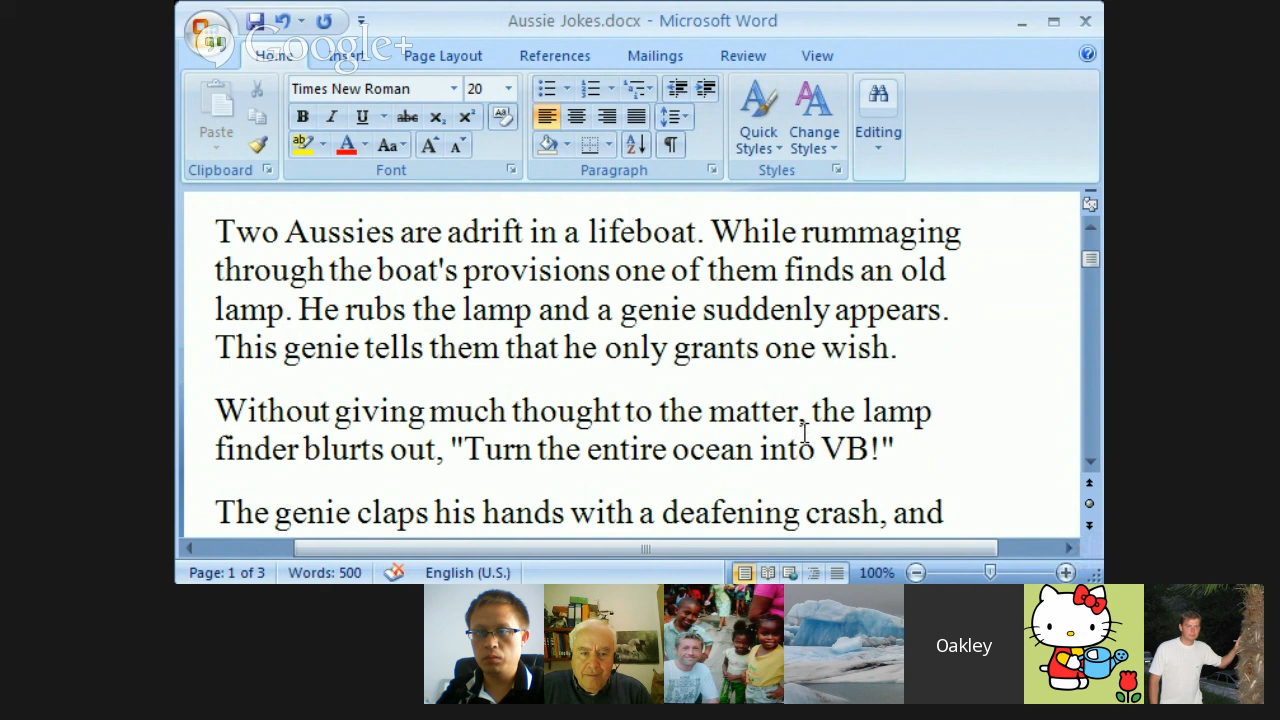 Aussie Jokes.docx - Microsoft Word
Google+
Home Insert Page Layout References Mailings Review View
Times New Roman 20
Paste
Quick Styles
Change Styles
Editing
Clipboard Font Paragraph Styles
Two Aussies are adrift in a lifeboat. While rummaging
through the boat's provisions one of them finds an old
lamp. He rubs the lamp and a genie suddenly appears.
This genie tells them that he only grants one wish.
Without giving much thought to the matter, the lamp
finder blurts out, "Turn the entire ocean into VB!"
The genie claps his hands with a deafening crash, and
Page: 1 of 3 Words: 500 English (U.S.) 100%
Oakley